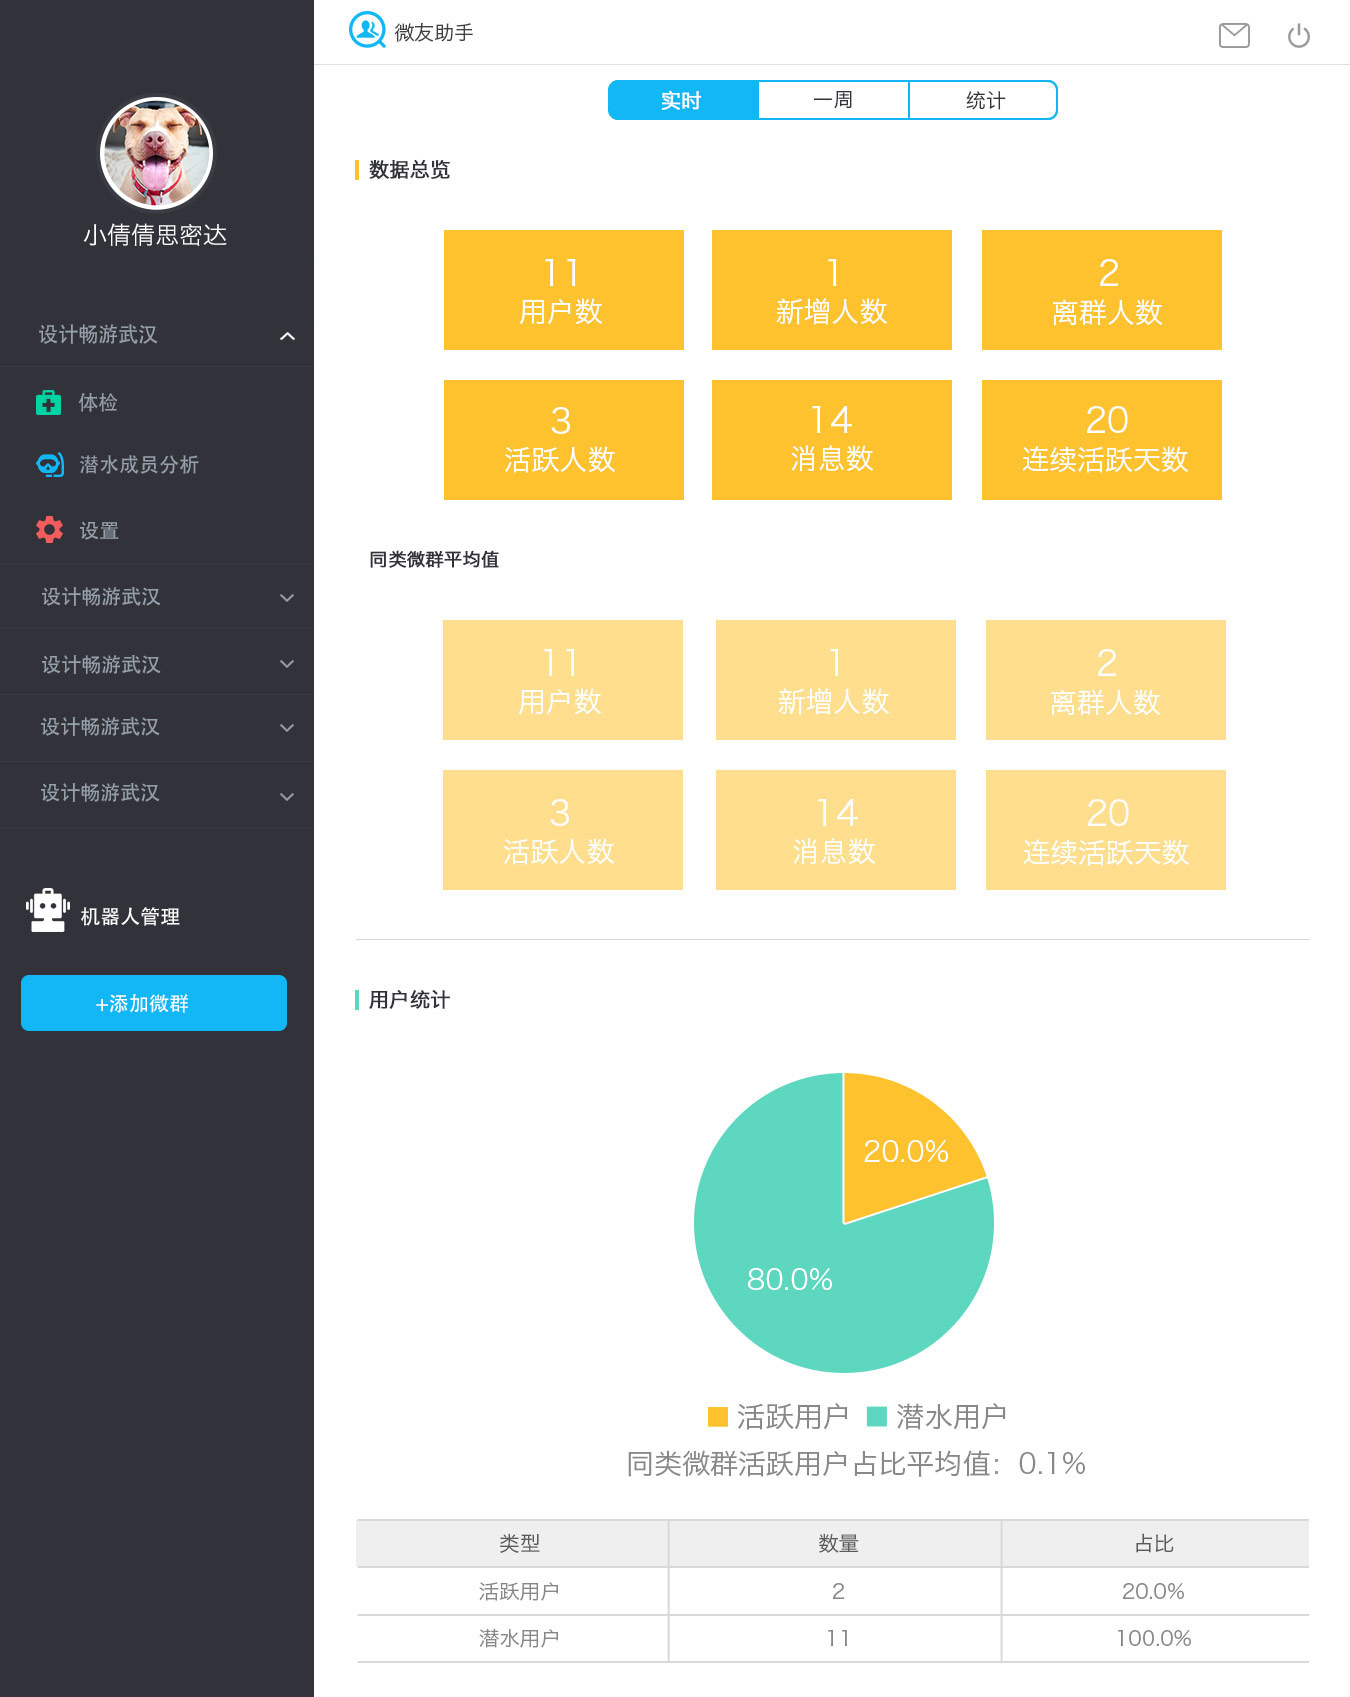 微友助手
小倩倩思密达
设计畅游武汉
体检
潜水成员分析
设置
设计畅游武汉
设计畅游武汉
设计畅游武汉
设计畅游武汉
机器人管理
+添加微群
实时 一周 统计
数据总览
11 1 2
用户数 新增人数 离群人数
3 14 20
活跃人数 消息数 连续活跃天数
同类微群平均值
11 1 2
用户数 新增人数 离群人数
3 14 20
活跃人数 消息数 连续活跃天数
用户统计
20.0%
80.0%
活跃用户 潜水用户
同类微群活跃用户占比平均值：0.1%
类型 数量 占比
活跃用户 2 20.0%
潜水用户 11 100.0%